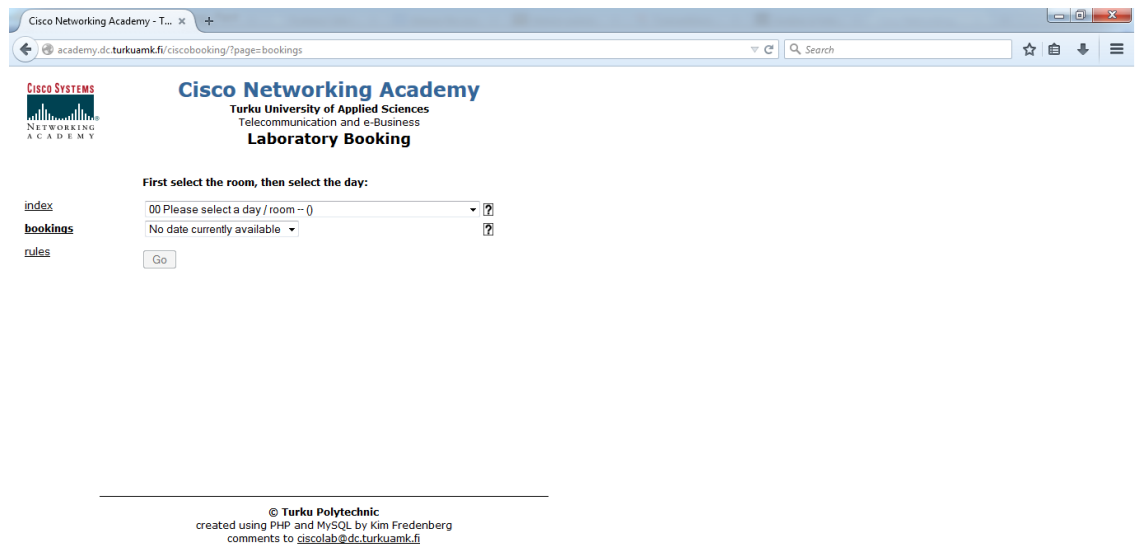 Cisco Networking Academy - T...
academy.dc.turkuamk.fi/ciscobooking/?page=bookings
Search
CISCO SYSTEMS
NETWORKING
ACADEMY
Cisco Networking Academy
Turku University of Applied Sciences
Telecommunication and e-Business
Laboratory Booking
First select the room, then select the day:
index
00 Please select a day / room -- ()
?
bookings
No date currently available
?
rules
Go
© Turku Polytechnic
created using PHP and MySQL by Kim Fredenberg
comments to ciscolab@dc.turkuamk.fi